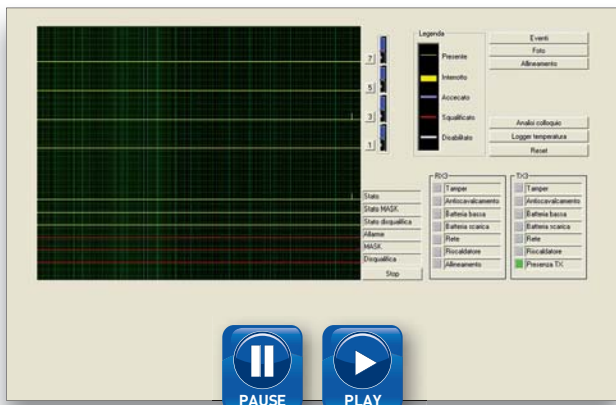 7
5
3
1
Stato
Stato MASK
Stato disqualifica
Allarme
MASK
Disqualifica
Stop
Legenda
Presente
Interrotto
Accecato
Squalificato
Disabilitato
Eventi
Foto
Allineamento
Analisi colloquio
Logger temperatura
Reset
RX3
Tamper
Antiscavalcamento
Batteria bassa
Batteria scarica
Rete
Riscaldatore
Allineamento
TX3
Tamper
Antiscavalcamento
Batteria bassa
Batteria scarica
Rete
Riscaldatore
Presenza TX
PAUSE
PLAY